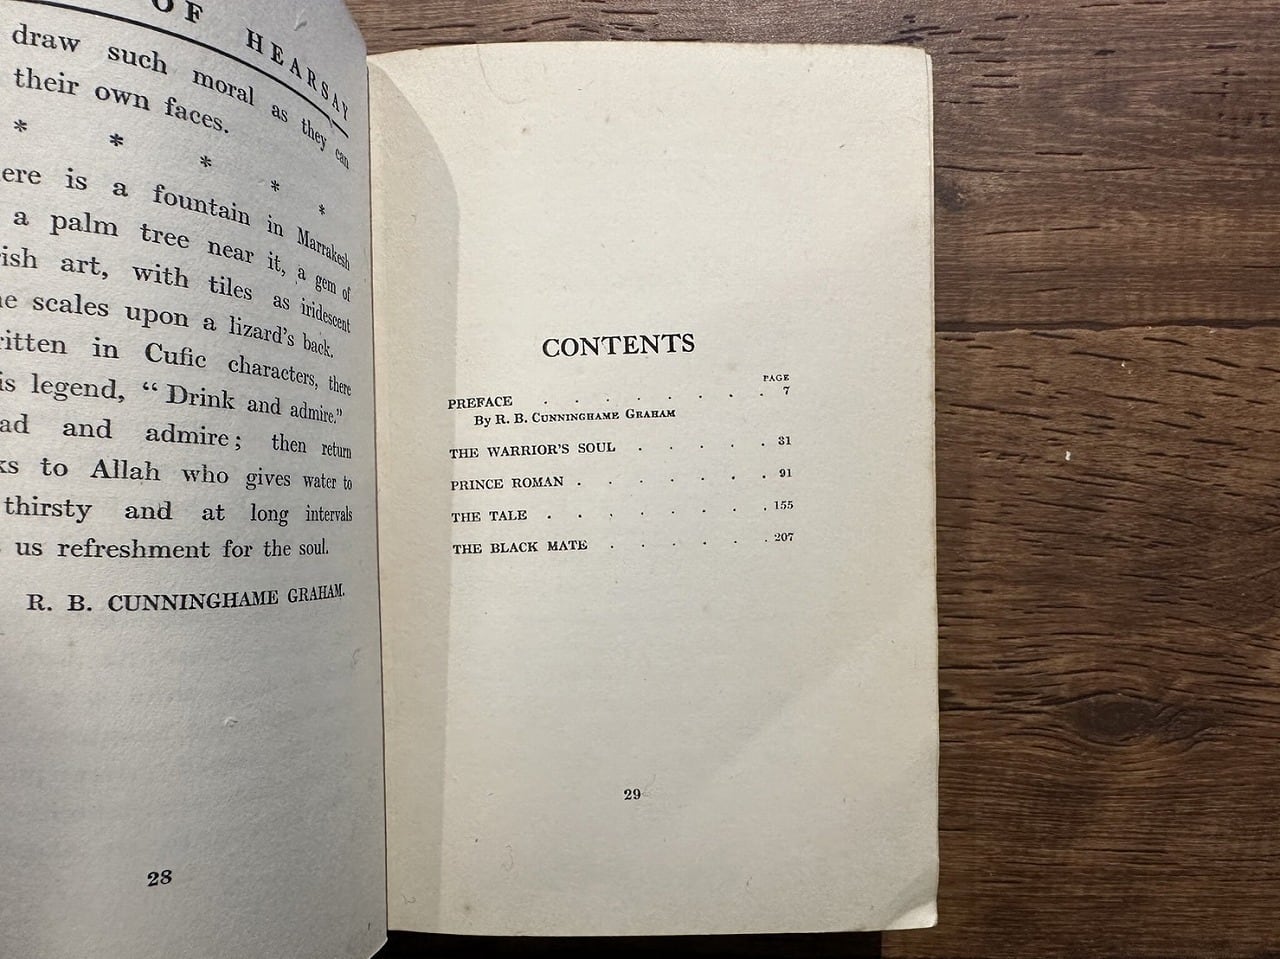 OF HEARSAY
draw such moral as they can
their own faces.
* * * * *
ere is a fountain in Marrakesh
a palm tree near it, a gem of
ish art, with tiles as iridescent
e scales upon a lizard's back.
ritten in Cufic characters, there
is legend, “Drink and admire.”
ad and admire; then return
ks to Allah who gives water to
thirsty and at long intervals
us refreshment for the soul.
R. B. CUNNINGHAME GRAHAM.
28
CONTENTS
PAGE
PREFACE . . . . . . . . 7
By R. B. CUNNINGHAME GRAHAM
THE WARRIOR'S SOUL . . . . . 31
PRINCE ROMAN . . . . . . . 91
THE TALE . . . . . . . . 155
THE BLACK MATE . . . . . . 207
29